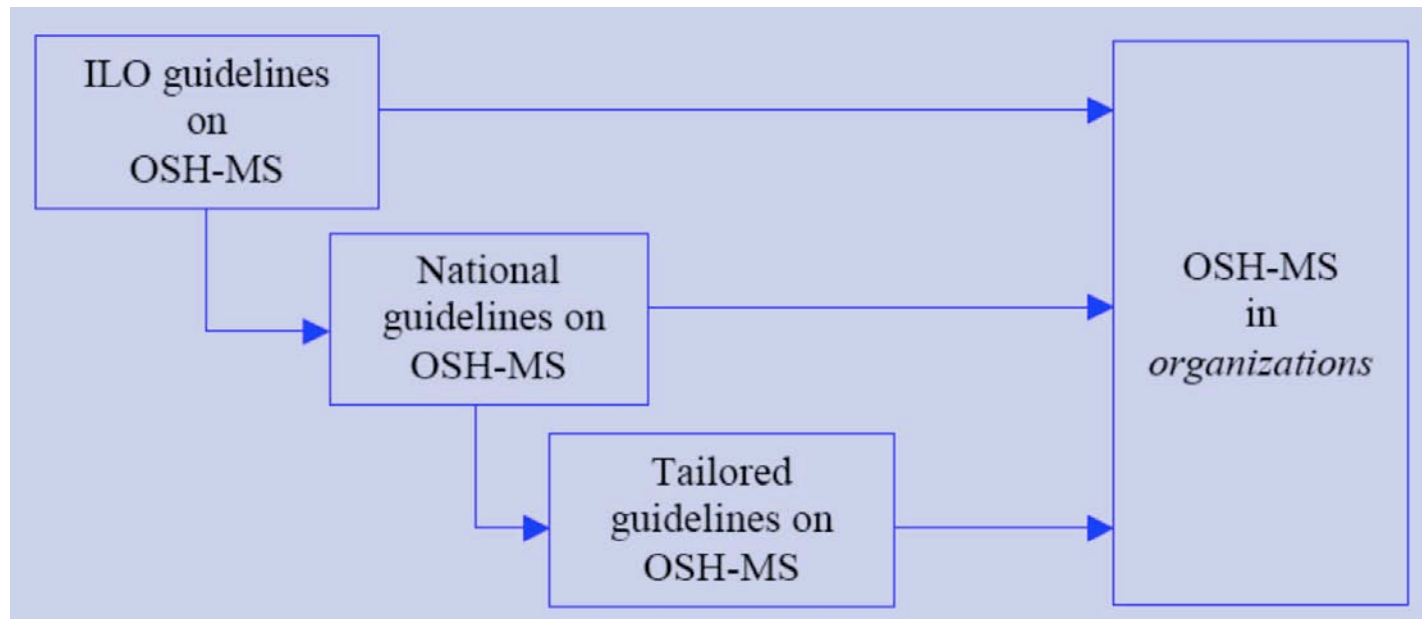 ILO guidelines
on
OSH-MS
National
guidelines on
OSH-MS
Tailored
guidelines on
OSH-MS
OSH-MS
in
organizations